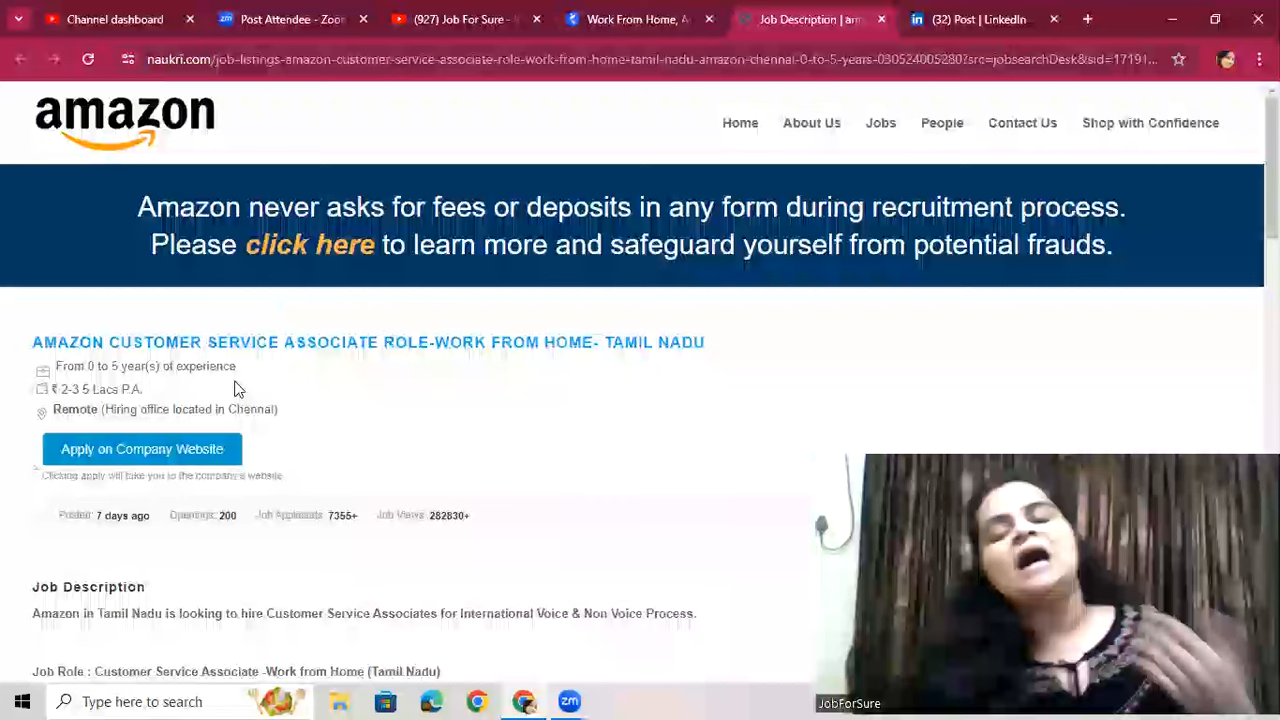 Channel dashboard
Post Attendee - Zoo
(927) Job For Sure -
Work From Home, A
Job Description | am
(32) Post | LinkedIn
naukri.com/job-listings-amazon-customer-service-associate-role-work-from-home-tamil-nadu-amazon-chennai-0-to-5-years-030524005280?src=jobsearchDesk&sid=17191...
amazon
Home About Us Jobs People Contact Us Shop with Confidence
Amazon never asks for fees or deposits in any form during recruitment process.
Please click here to learn more and safeguard yourself from potential frauds.
AMAZON CUSTOMER SERVICE ASSOCIATE ROLE-WORK FROM HOME- TAMIL NADU
From 0 to 5 year(s) of experience
₹ 2-3 5 Lacs P.A.
Remote (Hiring office located in Chennai)
Apply on Company Website
Clicking apply will take you to the company's website
Posted: 7 days ago Openings: 200 Job Applicants 7355+ Job Views: 282830+
Job Description
Amazon in Tamil Nadu is looking to hire Customer Service Associates for International Voice & Non Voice Process.
Job Role : Customer Service Associate -Work from Home (Tamil Nadu)
JobForSure
Type here to search
zm